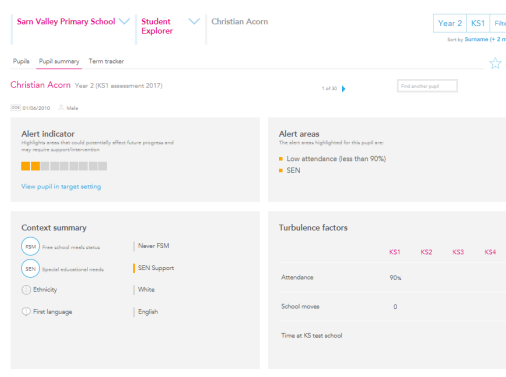 Sarn Valley Primary School
Student Explorer
Christian Acorn
Year 2 KS1 Filte
Sort by Surname (+ 2 m
Pupils Pupil summary Term tracker
Christian Acorn Year 2 (KS1 assessment 2017)
1 of 30
Find another pupil
DOB 01/06/2010 Male
Alert indicator
Highlights areas that could potentially affect future progress and
may require support/intervention.
View pupil in target setting
Alert areas
The alert areas highlighted for this pupil are:
Low attendance (less than 90%)
SEN
Context summary
FSM Free school meals status Never FSM
SEN Special educational needs SEN Support
Ethnicity White
First language English
Turbulence factors
KS1 KS2 KS3 KS4
Attendance 90%
School moves 0
Time at KS test school